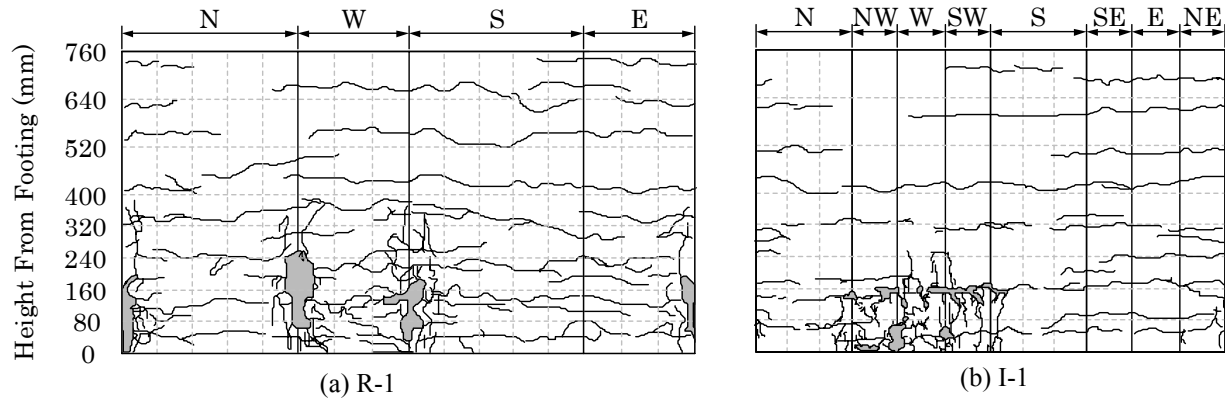 N W S E
N NW W SW S SE E NE
Height From Footing (mm)
760
640
520
400
320
240
160
80
0
(a) R-1
(b) I-1